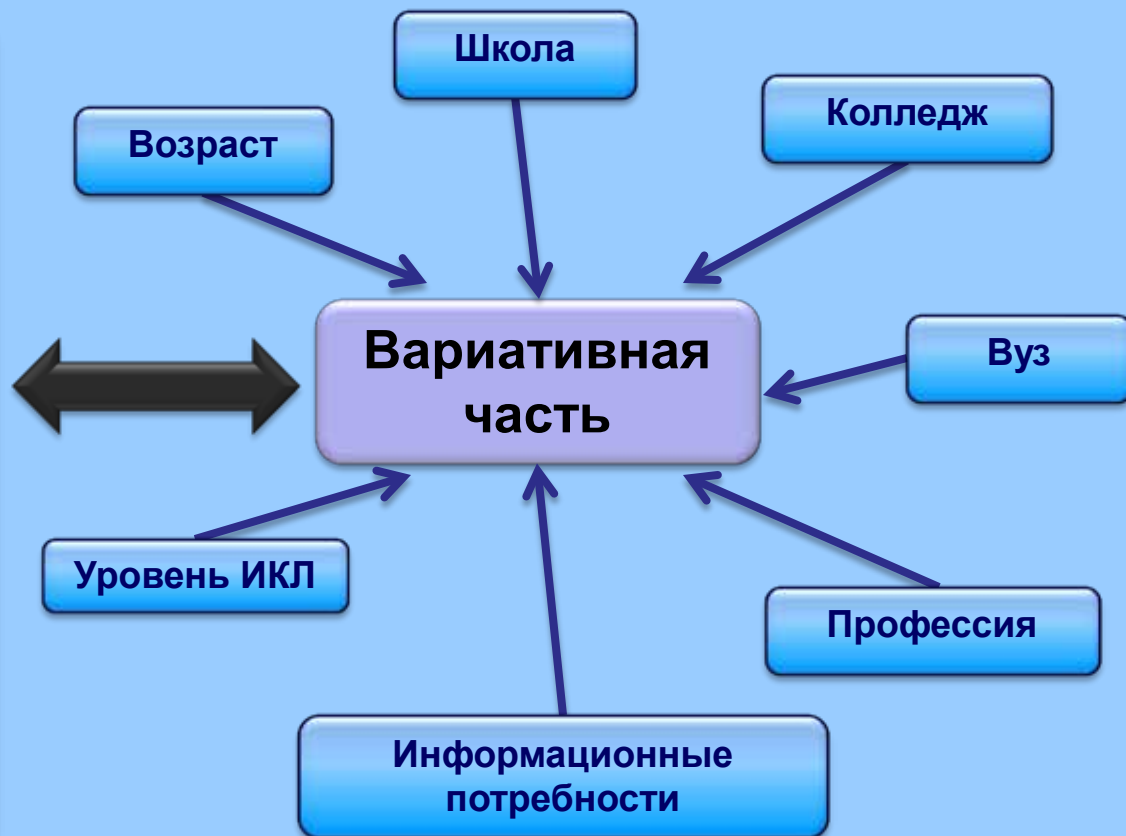 Школа
Колледж
Возраст
Вариативная
часть
Вуз
Уровень ИКЛ
Профессия
Информационные
потребности